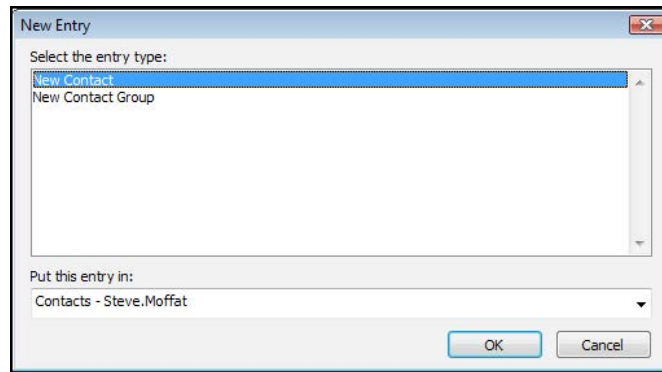 New Entry
Select the entry type:
New Contact
New Contact Group
Put this entry in:
Contacts - Steve.Moffat
OK Cancel